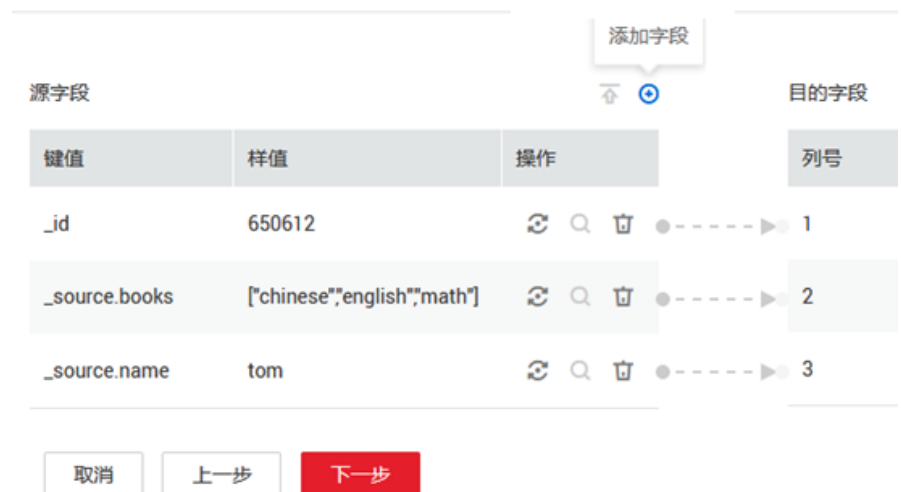 添加字段
源字段 目的字段
键值 样值 操作 列号
_id 650612 1
_source.books ["chinese","english","math"] 2
_source.name tom 3
取消 上一步 下一步